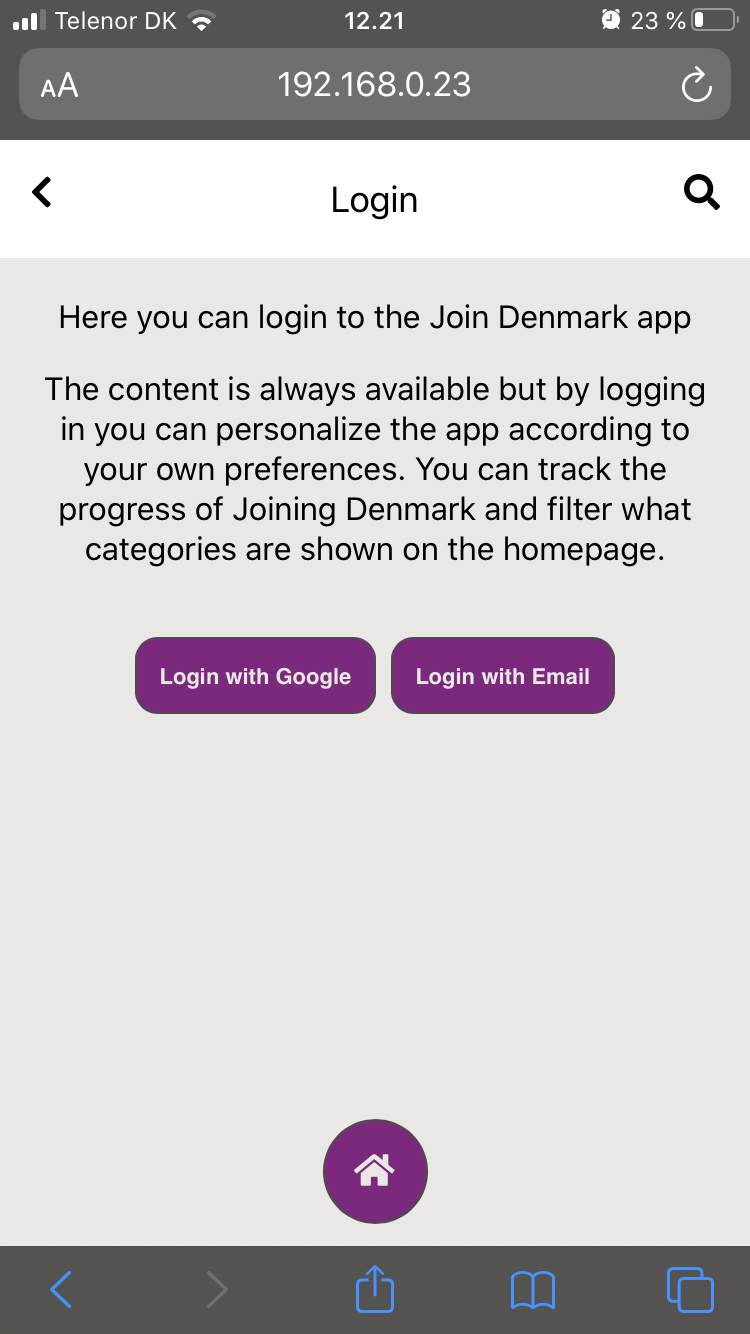 Telenor DK 12.21 23 %
AA 192.168.0.23
Login
Here you can login to the Join Denmark app
The content is always available but by logging
in you can personalize the app according to
your own preferences. You can track the
progress of Joining Denmark and filter what
categories are shown on the homepage.
Login with Google Login with Email